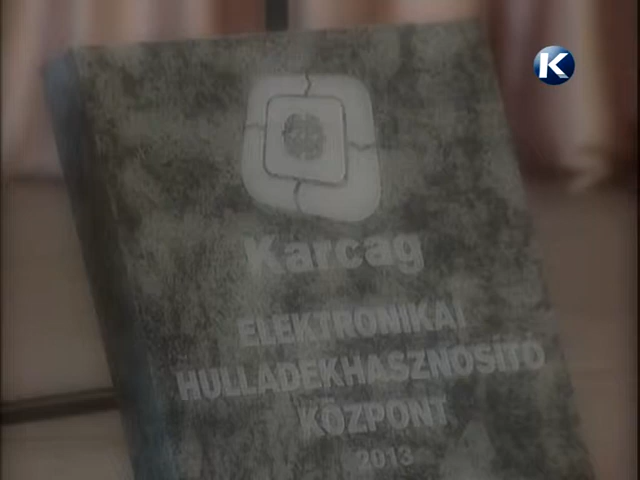 K
Karcag
ELEKTRONIKAI
HULLADÉKHASZNOSÍTÓ
KÖZPONT
2013